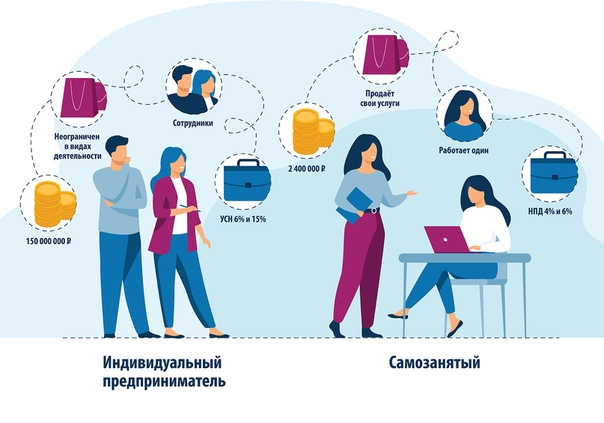 Неограничен
в видах
деятельности
Сотрудники
150 000 000 ₽
УСН 6% и 15%
Индивидуальный
предприниматель
Продаёт
свои услуги
2 400 000 ₽
Работает один
НПД 4% и 6%
Самозанятый